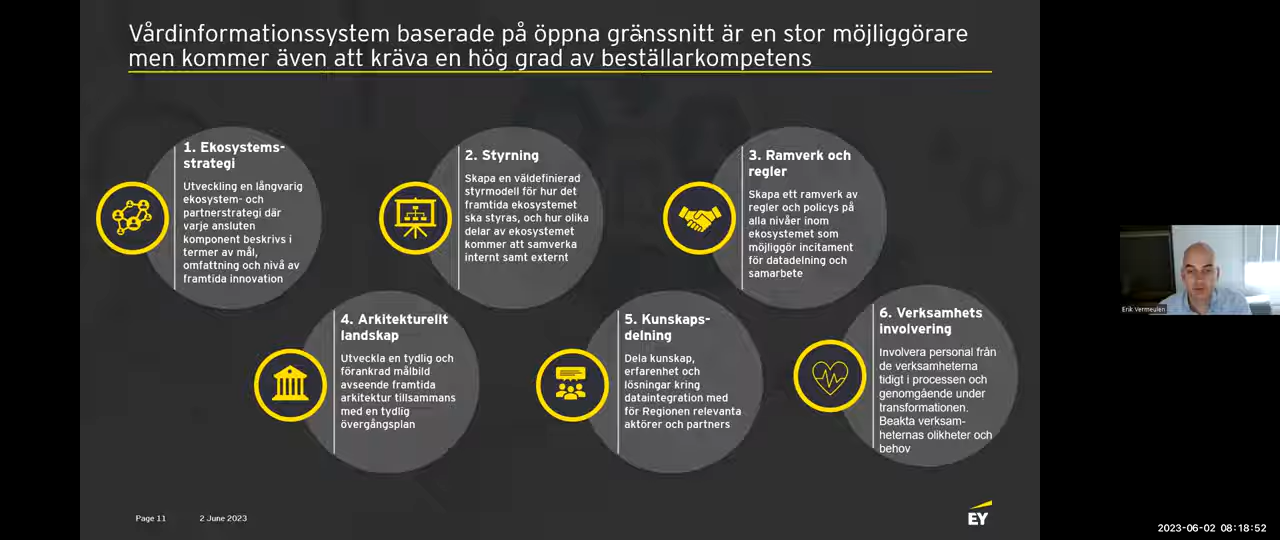 Vårdinformationssystem baserade på öppna gränssnitt är en stor möjliggörare
men kommer även att kräva en hög grad av beställarkompetens
1. Ekosystems-
strategi
Utveckling en långvarig
ekosystem- och
partnerstrategi där
varje ansluten
komponent beskrivs i
termer av mål,
omfattning och nivå av
framtida innovation
2. Styrning
Skapa en väldefinierad
styrmodell för hur det
framtida ekosystemet
ska styras, och hur olika
delar av ekosystemet
kommer att samverka
internt samt externt
3. Ramverk och
regler
Skapa ett ramverk av
regler och policys på
alla nivåer inom
ekosystemet som
möjliggör incitament
för datadelning och
samarbete
4. Arkitekturellt
landskap
Utveckla en tydlig och
förankrad målbild
avseende framtida
arkitektur tillsammans
med en tydlig
övergångsplan
5. Kunskaps-
delning
Dela kunskap,
erfarenhet och
lösningar kring
dataintegration med
för Regionen relevanta
aktörer och partners
6. Verksamhets
involvering
Involvera personal från
de verksamheterna
tidigt i processen och
genomgående under
transformationen.
Beakta verksam-
heternas olikheter och
behov
Page 11
2 June 2023
EY
Erik Vermeulen
2023-06-02 08:18:52